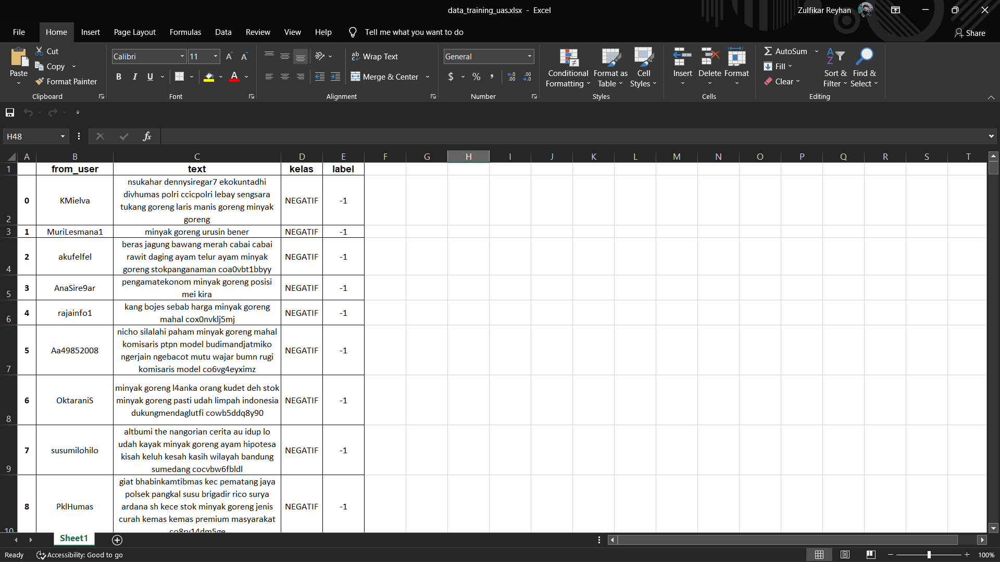 data_training_uas.xlsx - Excel
Zulfikar Reyhan
File Home Insert Page Layout Formulas Data Review View Help Tell me what you want to do
Share
Paste
Cut
Copy
Format Painter
Clipboard
Calibri 11
B I U
Font
Wrap Text
Merge & Center
Alignment
General
$ % ,
Number
Conditional Formatting
Format as Table
Cell Styles
Styles
Insert Delete Format
Cells
AutoSum
Fill
Clear
Sort & Filter
Find & Select
Editing
H48
fx
A B C D E F G H I J K L M N O P Q R S T
1 from_user text kelas label
2 0 KMielva nsukahar dennysiregar7 ekokuntadhi
divhumas polri ccicpolri lebay sengsara
tukang goreng laris manis goreng minyak
goreng NEGATIF -1
3 1 MuriLesmana1 minyak goreng urusin bener NEGATIF -1
4 2 akufelfel beras jagung bawang merah cabai cabai
rawit daging ayam telur ayam minyak
goreng stokpanganaman coa0vbt1bbyy NEGATIF -1
5 3 AnaSire9ar pengamatekonom minyak goreng posisi
mei kira NEGATIF -1
6 4 rajainfo1 kang bojes sebab harga minyak goreng
mahal cox0nvklj5mj NEGATIF -1
7 5 Aa49852008 nicho silalahi paham minyak goreng mahal
komisaris ptpn model budimandjatmiko
ngerjain ngebacot mutu wajar bumn rugi
komisaris model co6vg4eyximz NEGATIF -1
8 6 OktaraniS minyak goreng l4anka orang kudet deh stok
minyak goreng pasti udah limpah indonesia
dukungmendaglutfi cowb5ddq8y90 NEGATIF -1
9 7 susumilohilo altbumi the nangorian cerita au idup lo
udah kayak minyak goreng ayam hipotesa
kisah keluh kesah kasih wilayah bandung
sumedang cocvbw6fbldl NEGATIF -1
10 8 PklHumas giat bhabinkamtibmas kec pematang jaya
polsek pangkal susu brigadir rico surya
ardana sh kece stok minyak goreng jenis
curah kemas kemas premium masyarakat NEGATIF -1
Sheet1
Ready Accessibility: Good to go
100%